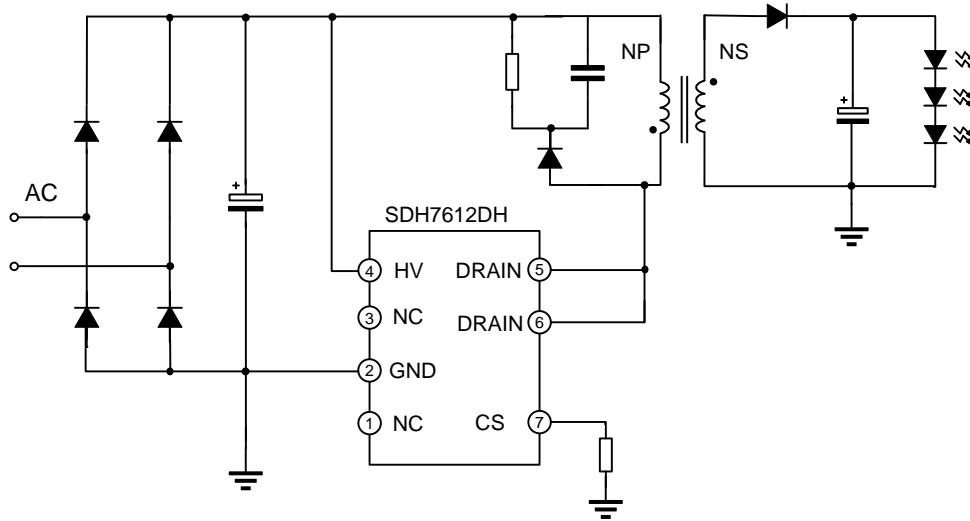 NP NS
+
AC
+
SDH7612DH
4 HV DRAIN 5
3 NC
DRAIN 6
2 GND
1 NC CS 7